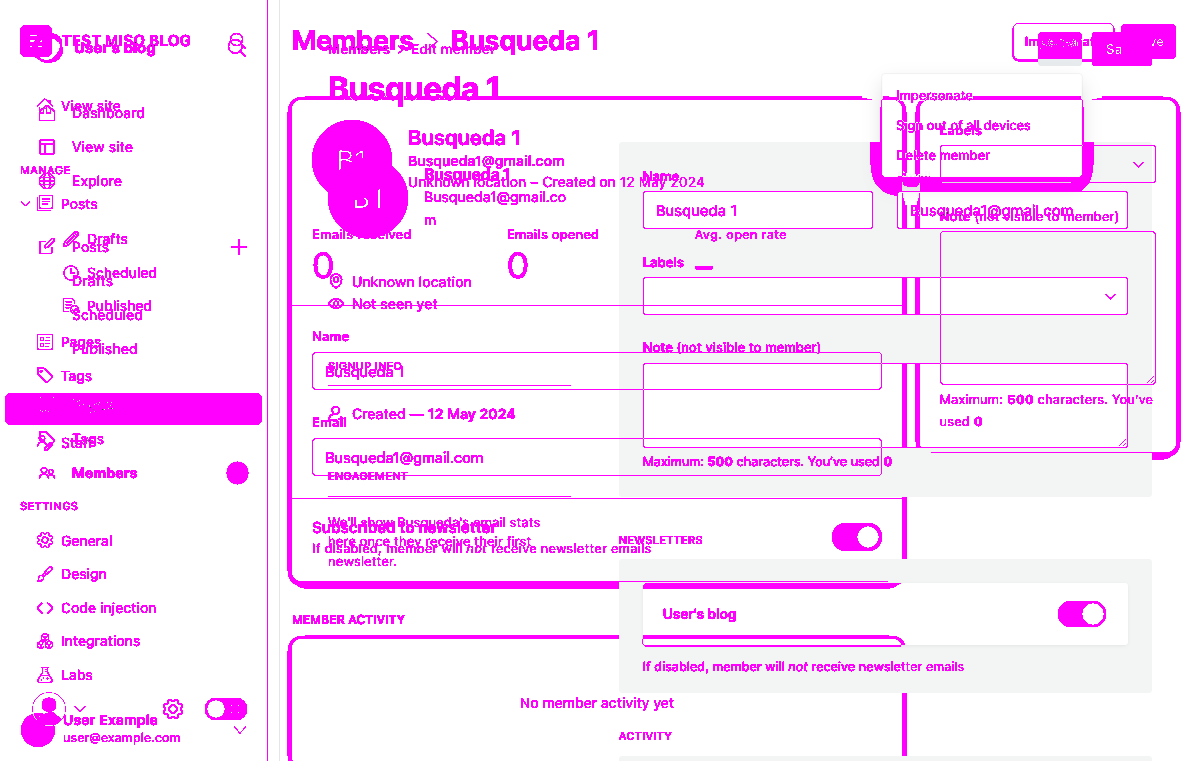 TEST MISO BLOG
User's blog
View site
Dashboard
View site
MANAGE
Explore
Posts
Drafts
Posts
Scheduled
Drafts
Published
Scheduled
Pages
Published
Tags
Staff
Tags
Members
SETTINGS
General
Design
Code injection
Integrations
Labs
User Example
user@example.com
Members > Busqueda 1
Members > Edit member
Busqueda 1
Impersonate
Impersonate
Sign out of all devices
Delete member
B1
Busqueda 1
Busqueda1@gmail.com
Unknown location – Created on 12 May 2024
B1
Busqueda 1
Busqueda1@gmail.co
m
Emails received
0
Emails opened
0
Avg. open rate
Unknown location
Not seen yet
Name
Busqueda 1
SIGNUP INFO
Created — 12 May 2024
Email
Busqueda1@gmail.com
ENGAGEMENT
We'll show Busqueda's email stats
here once they receive their first
newsletter.
Subscribed to newsletter
If disabled, member will not receive newsletter emails
MEMBER ACTIVITY
No member activity yet
Name
Busqueda 1
Busqueda1@gmail.com
Labels
Note (not visible to member)
Maximum: 500 characters. You've used 0
Labels
Note (not visible to member)
Maximum: 500 characters. You've
used 0
NEWSLETTERS
User's blog
If disabled, member will not receive newsletter emails
ACTIVITY